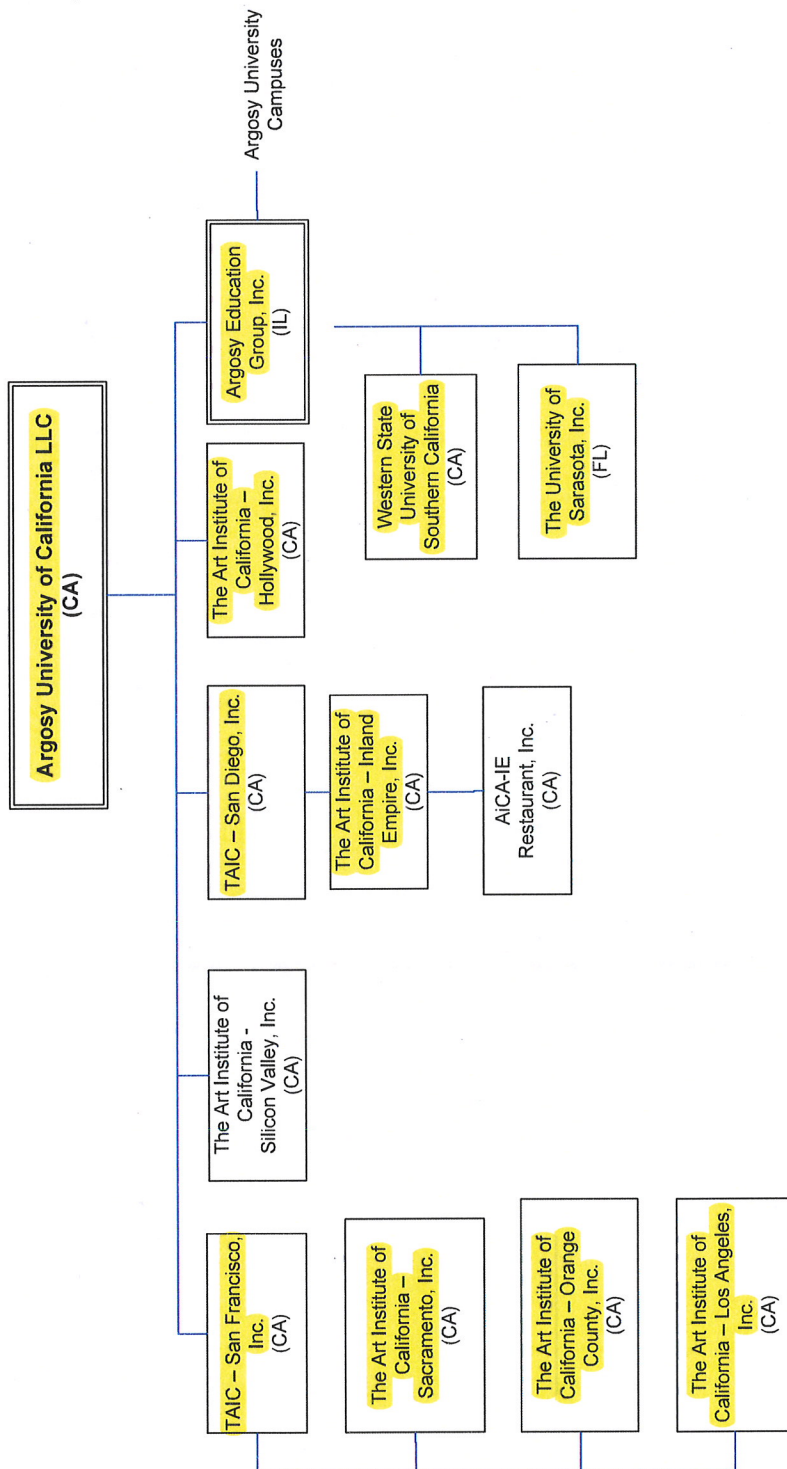 Argosy University of California LLC
(CA)
TAIC – San Francisco,
Inc.
(CA)
The Art Institute of
California -
Silicon Valley, Inc.
(CA)
TAIC – San Diego, Inc.
(CA)
The Art Institute of
California –
Hollywood, Inc.
(CA)
Argosy Education
Group, Inc.
(IL)
Argosy University
Campuses
The Art Institute of
California –
Sacramento, Inc.
(CA)
The Art Institute of
California – Inland
Empire, Inc.
(CA)
Western State
University of
Southern California
(CA)
The Art Institute of
California – Orange
County, Inc.
(CA)
AiCA-IE
Restaurant, Inc.
(CA)
The University of
Sarasota, Inc.
(FL)
The Art Institute of
California – Los Angeles,
Inc.
(CA)